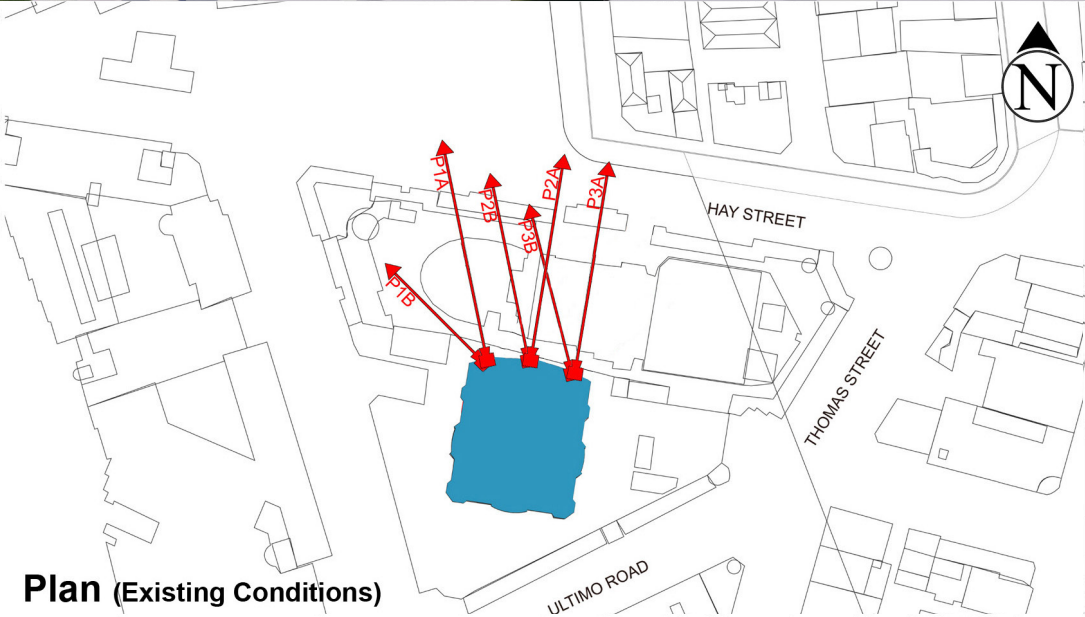 N
P1A
P2B
P2A
P3A
P3B
P1B
HAY STREET
THOMAS STREET
ULTIMO ROAD
Plan (Existing Conditions)